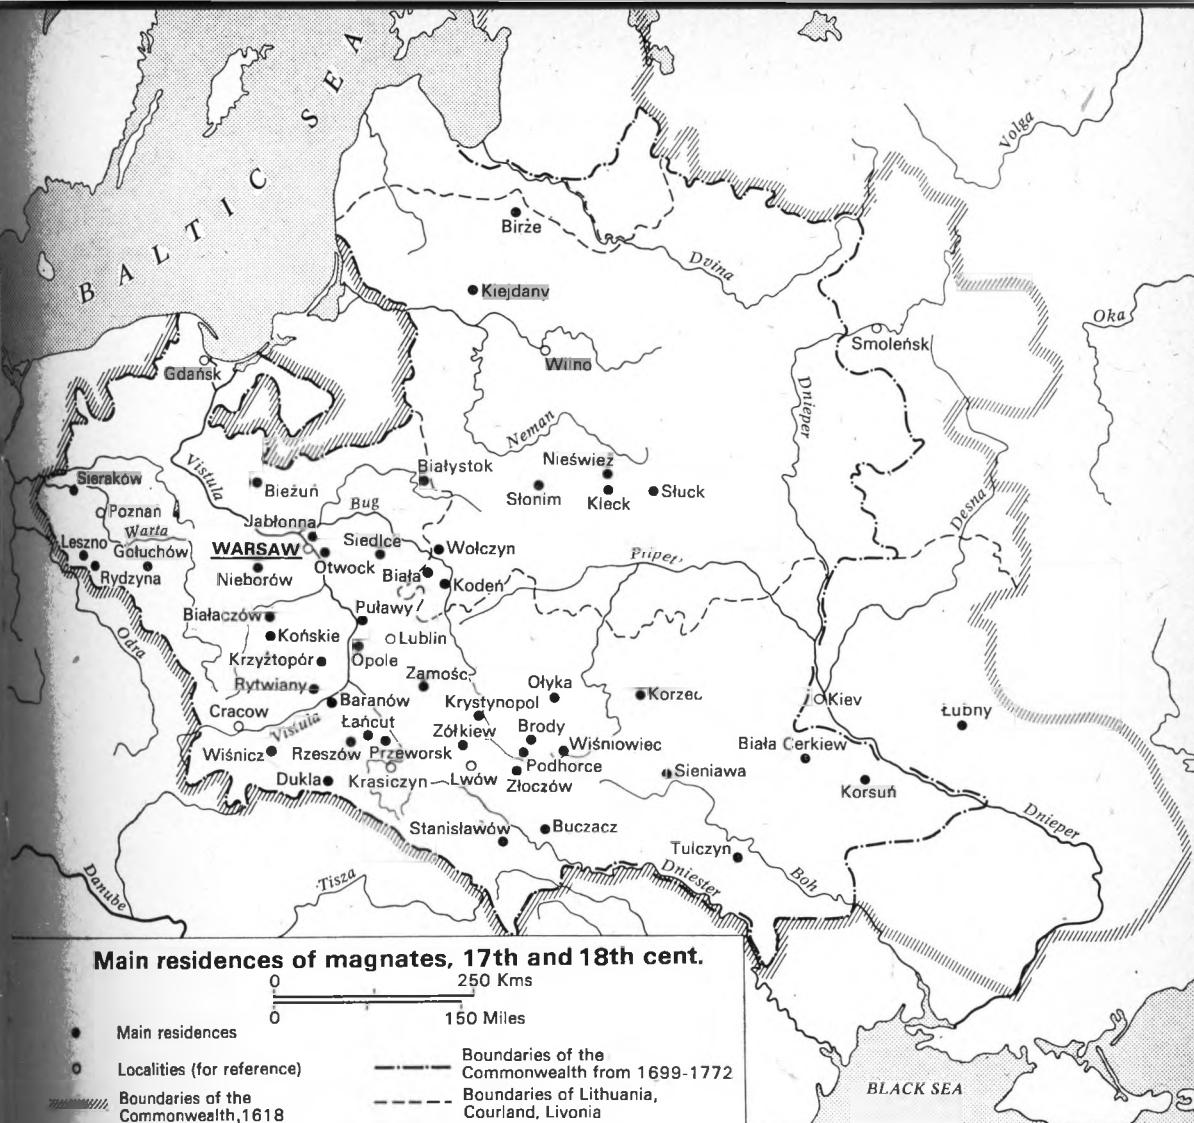 BALTIC SEA
Volga
Birże
Dvina
Kiejdany
Oka
Smoleńsk
Wilno
Gdańsk
Dnieper
Neman
Vistula
Białystok
Nieśwież
Sieraków
Bieżuń
Słonim
Kleck
Słuck
Poznań
Bug
Desna
Jabłonna
Warta
Leszno
Gołuchów
WARSAW
Siedlce
Wołczyn
Pripet
Rydzyna
Nieborów
Otwock
Biała
Kodeń
Białaczów
Puławy
Odra
Końskie
Lublin
Krzyżtopór
Opole
Zamość
Rytwiany
Ołyka
Korzec
Baranów
Krystynopol
Kiev
Cracow
Vistula
Łańcut
Żółkiew
Brody
Łubny
Wiśnicz
Rzeszów
Przeworsk
Wiśniowiec
Biała Cerkiew
Podhorce
Dukla
Krasiczyn
Lwów
Złoczów
Sieniawa
Korsuń
Stanisławów
Buczacz
Dnieper
Tulczyn
Danube
Tisza
Dniester
Boh
Main residences of magnates, 17th and 18th cent.
0 250 Kms
0 150 Miles
Main residences
Localities (for reference)
Boundaries of the
Commonwealth,1618
Boundaries of the
Commonwealth from 1699-1772
Boundaries of Lithuania,
Courland, Livonia
BLACK SEA